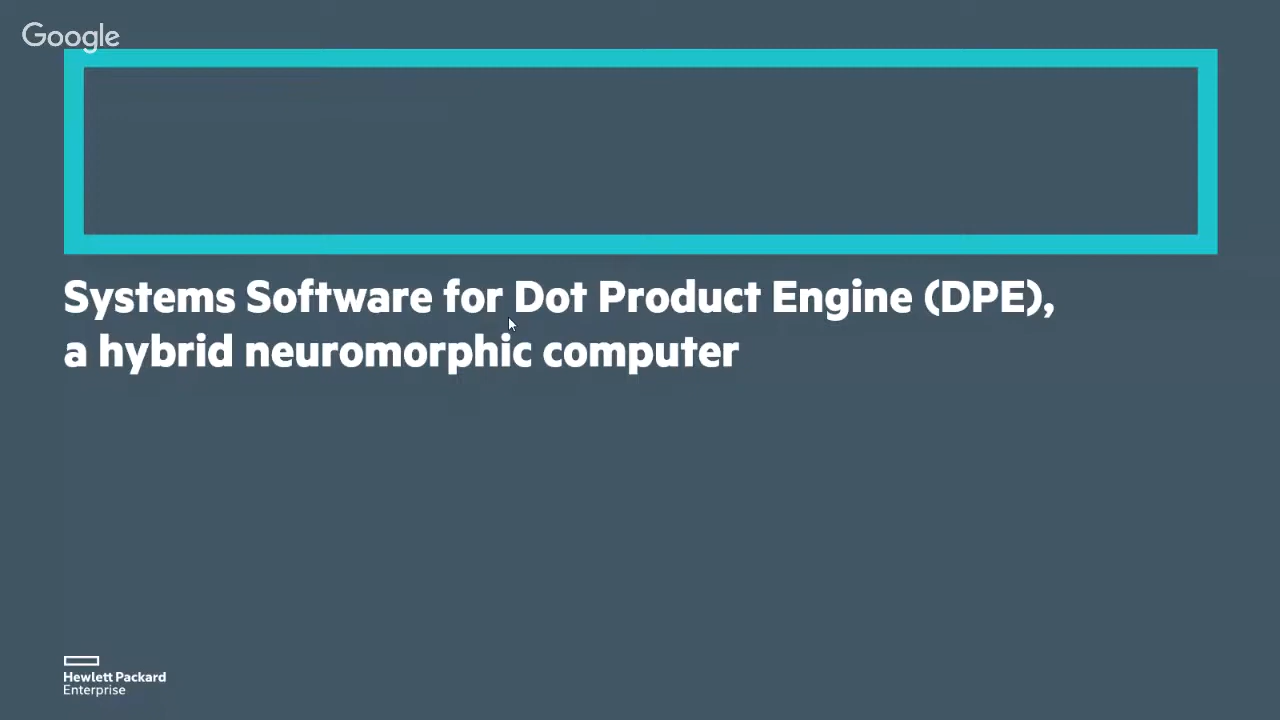 Google
Systems Software for Dot Product Engine (DPE),
a hybrid neuromorphic computer
Hewlett Packard
Enterprise